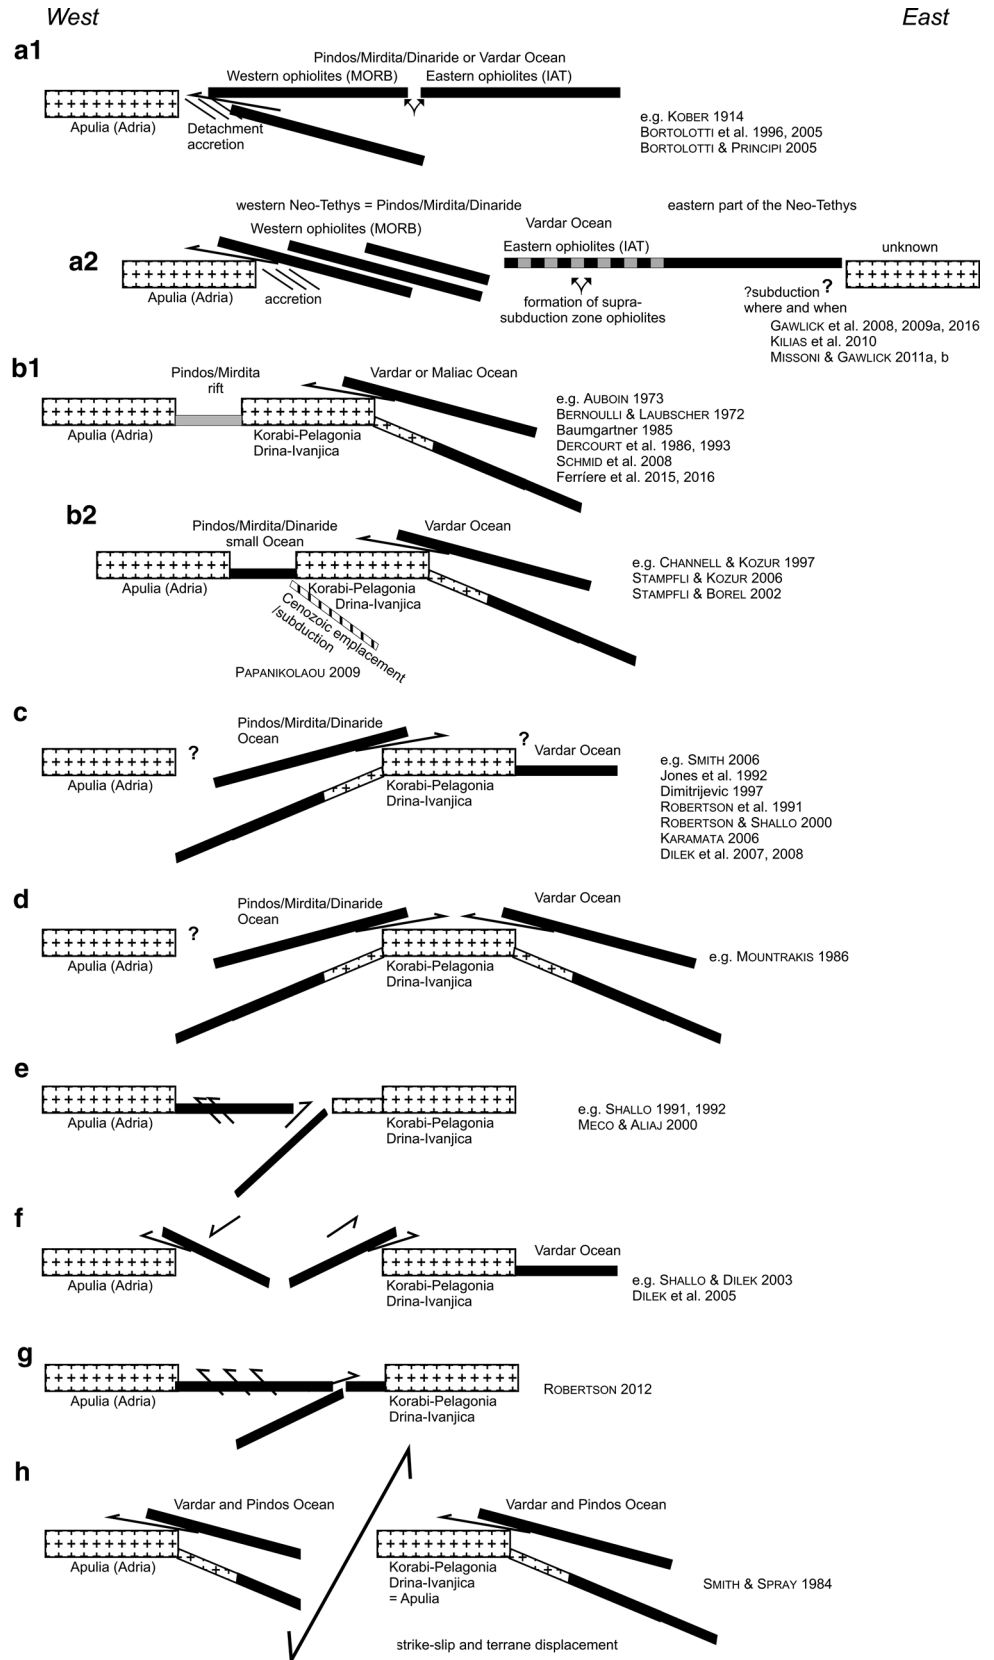 West
East
a1
Pindos/Mirdita/Dinaride or Vardar Ocean
Western ophiolites (MORB)
Eastern ophiolites (IAT)
Apulia (Adria)
Detachment
accretion
e.g. KOBER 1914
BORTOLOTTI et al. 1996, 2005
BORTOLOTTI & PRINCIPI 2005
western Neo-Tethys = Pindos/Mirdita/Dinaride
eastern part of the Neo-Tethys
Vardar Ocean
Western ophiolites (MORB)
Eastern ophiolites (IAT)
unknown
a2
Apulia (Adria)
accretion
formation of supra-
subduction zone ophiolites
?subduction ?
where and when
GAWLICK et al. 2008, 2009a, 2016
KILIAS et al. 2010
MISSONI & GAWLICK 2011a, b
b1
Pindos/Mirdita
rift
Vardar or Maliac Ocean
Apulia (Adria)
Korabi-Pelagonia
Drina-Ivanjica
e.g. AUBOIN 1973
BERNOULLI & LAUBSCHER 1972
Baumgartner 1985
DERCOURT et al. 1986, 1993
SCHMID et al. 2008
Ferríere et al. 2015, 2016
b2
Pindos/Mirdita/Dinaride
small Ocean
Vardar Ocean
Apulia (Adria)
Korabi-Pelagonia
Drina-Ivanjica
Cenozoic emplacement
/subduction
PAPANIKOLAOU 2009
e.g. CHANNELL & KOZUR 1997
STAMPFLI & KOZUR 2006
STAMPFLI & BOREL 2002
c
Pindos/Mirdita/Dinaride
Ocean
?
?
Vardar Ocean
Apulia (Adria)
Korabi-Pelagonia
Drina-Ivanjica
e.g. SMITH 2006
Jones et al. 1992
Dimitrijevic 1997
ROBERTSON et al. 1991
ROBERTSON & SHALLO 2000
KARAMATA 2006
DILEK et al. 2007, 2008
d
Pindos/Mirdita/Dinaride
Ocean
?
Vardar Ocean
Apulia (Adria)
Korabi-Pelagonia
Drina-Ivanjica
e.g. MOUNTRAKIS 1986
e
Apulia (Adria)
Korabi-Pelagonia
Drina-Ivanjica
e.g. SHALLO 1991, 1992
MECO & ALIAJ 2000
f
Vardar Ocean
Apulia (Adria)
Korabi-Pelagonia
Drina-Ivanjica
e.g. SHALLO & DILEK 2003
DILEK et al. 2005
g
Apulia (Adria)
Korabi-Pelagonia
Drina-Ivanjica
ROBERTSON 2012
h
Vardar and Pindos Ocean
Vardar and Pindos Ocean
Apulia (Adria)
Korabi-Pelagonia
Drina-Ivanjica
= Apulia
SMITH & SPRAY 1984
strike-slip and terrane displacement